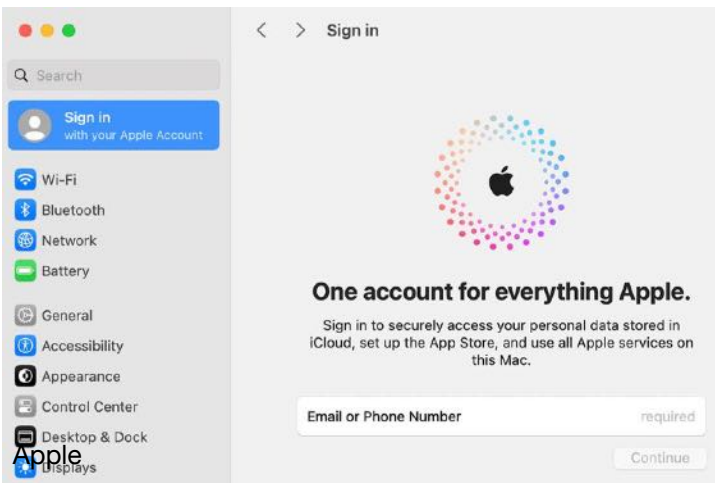 Sign in
Search
Sign in
with your Apple Account
Wi-Fi
Bluetooth
Network
Battery
General
Accessibility
Appearance
Control Center
Desktop & Dock
Displays
Apple
One account for everything Apple.
Sign in to securely access your personal data stored in
iCloud, set up the App Store, and use all Apple services on
this Mac.
Email or Phone Number required
Continue